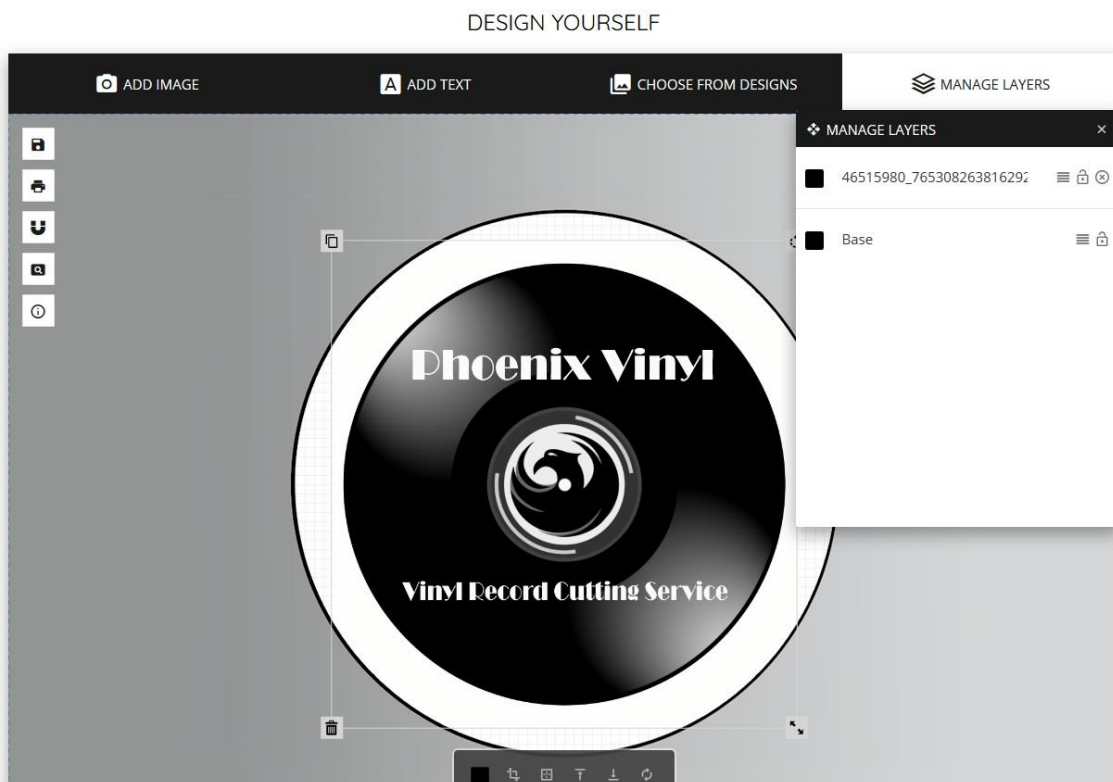 DESIGN YOURSELF
ADD IMAGE
ADD TEXT
CHOOSE FROM DESIGNS
MANAGE LAYERS
MANAGE LAYERS
46515980_765308263816292
Base
Phoenix Vinyl
Vinyl Record Cutting Service